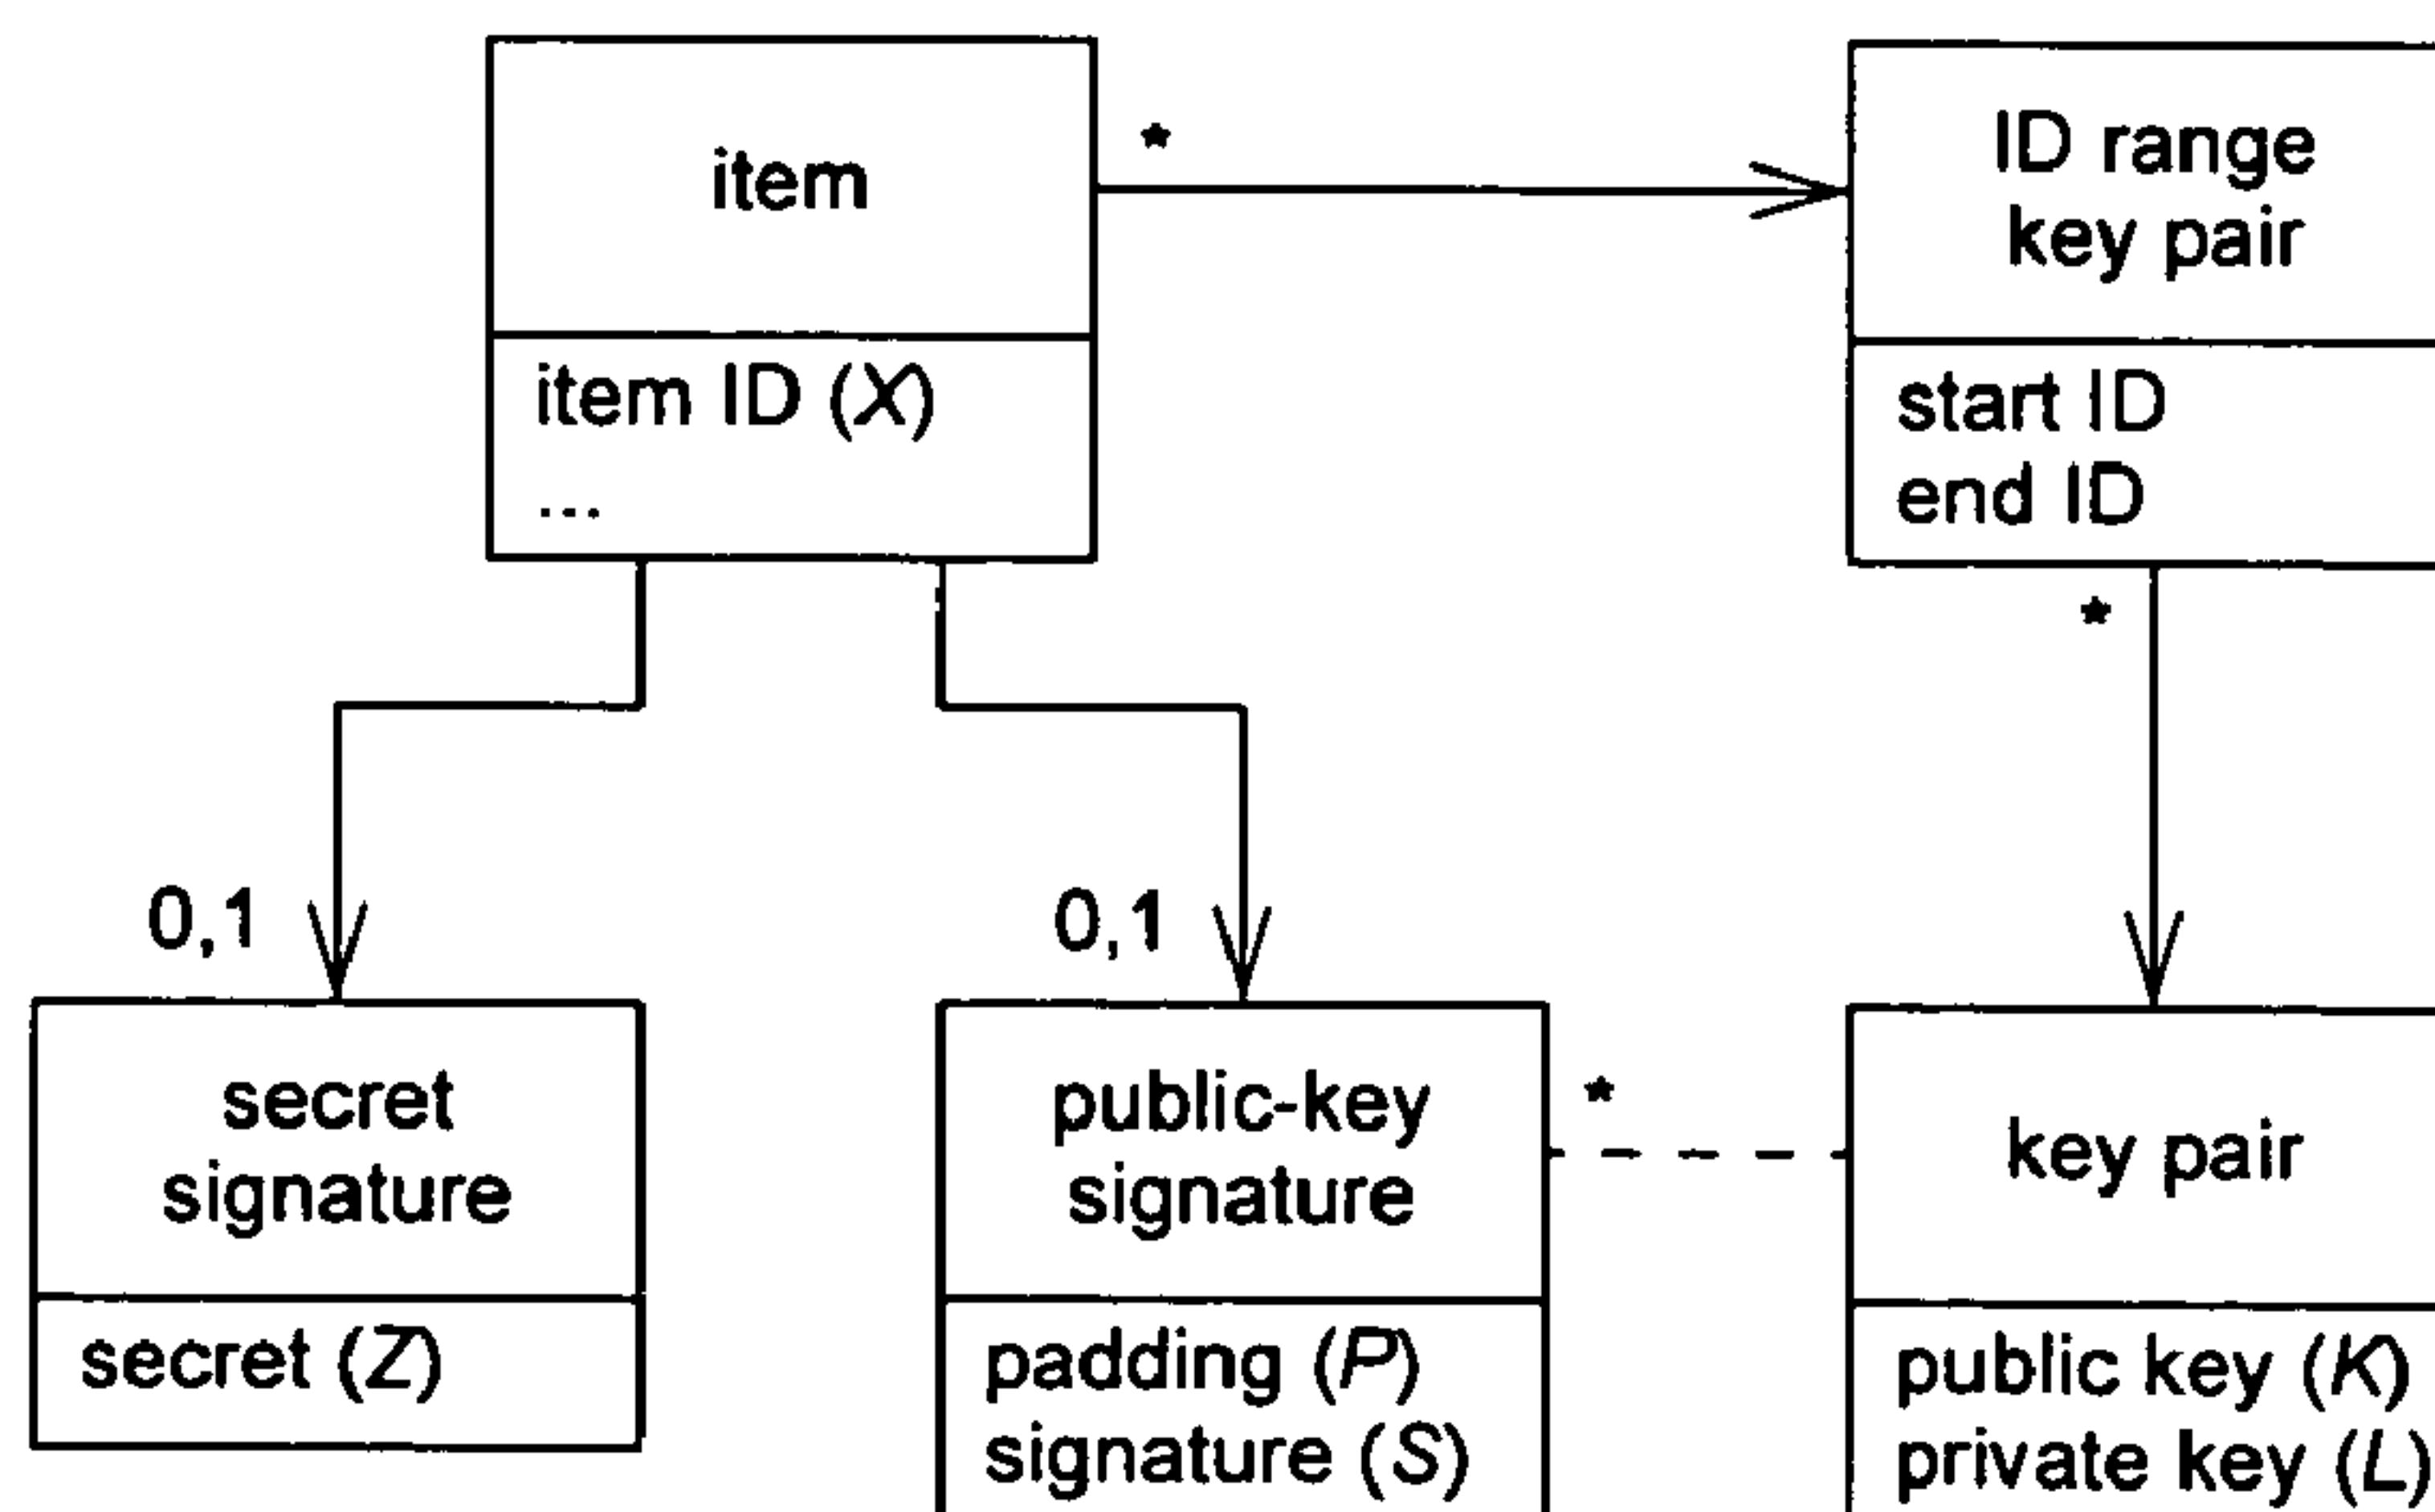 item
*
ID range
key pair
item ID (X)
...
start ID
end ID
*
0,1
0,1
secret
signature
public-key
signature
*
key pair
secret (Z)
padding (P)
signature (S)
public key (K)
private key (L)